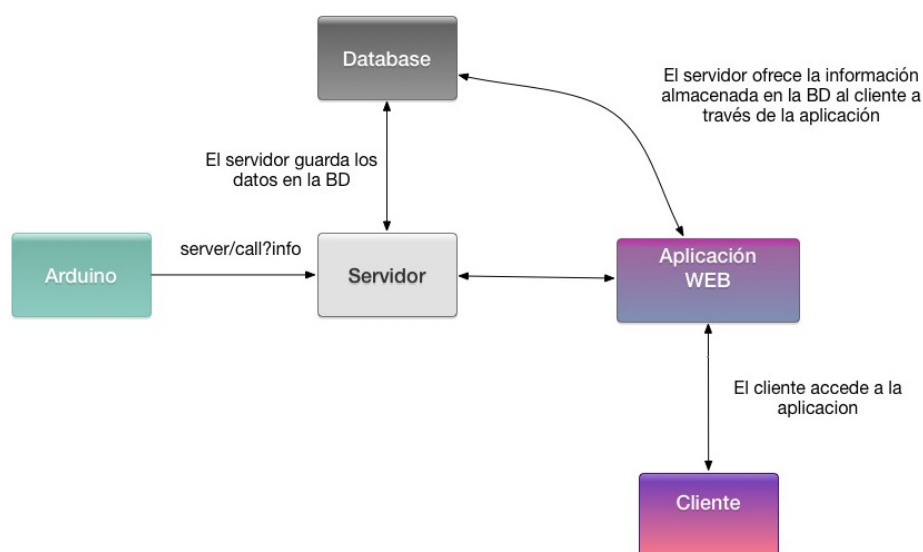 Database
El servidor ofrece la información
almacenada en la BD al cliente a
través de la aplicación
El servidor guarda los
datos en la BD
server/call?info
Arduino
Servidor
Aplicación
WEB
El cliente accede a la
aplicacion
Cliente